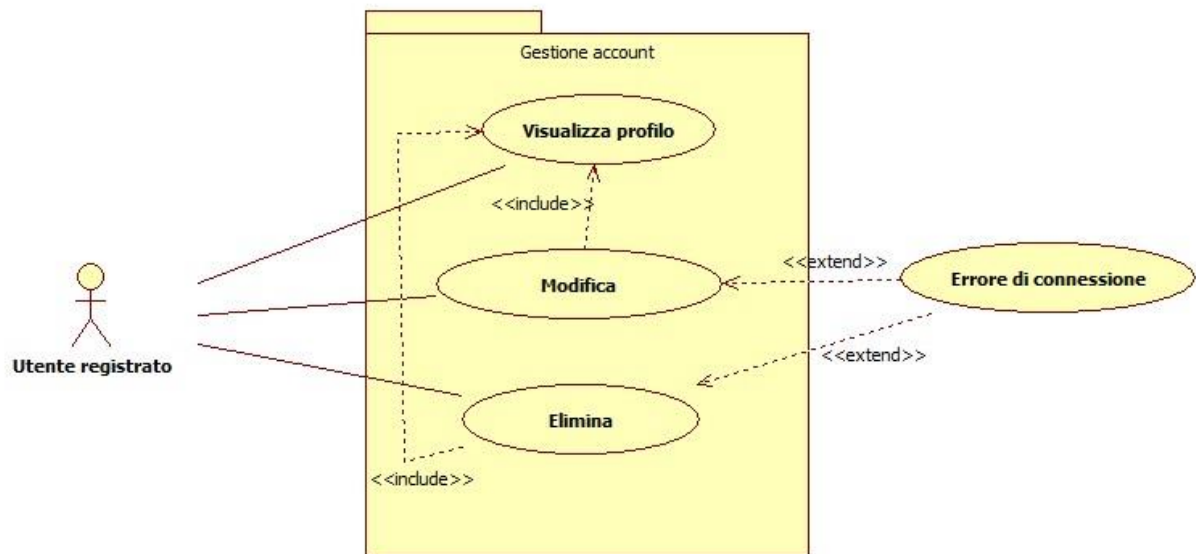 Gestione account
Visualizza profilo
<<include>>
Modifica
<<extend>>
Errore di connessione
Utente registrato
<<extend>>
Elimina
<<include>>